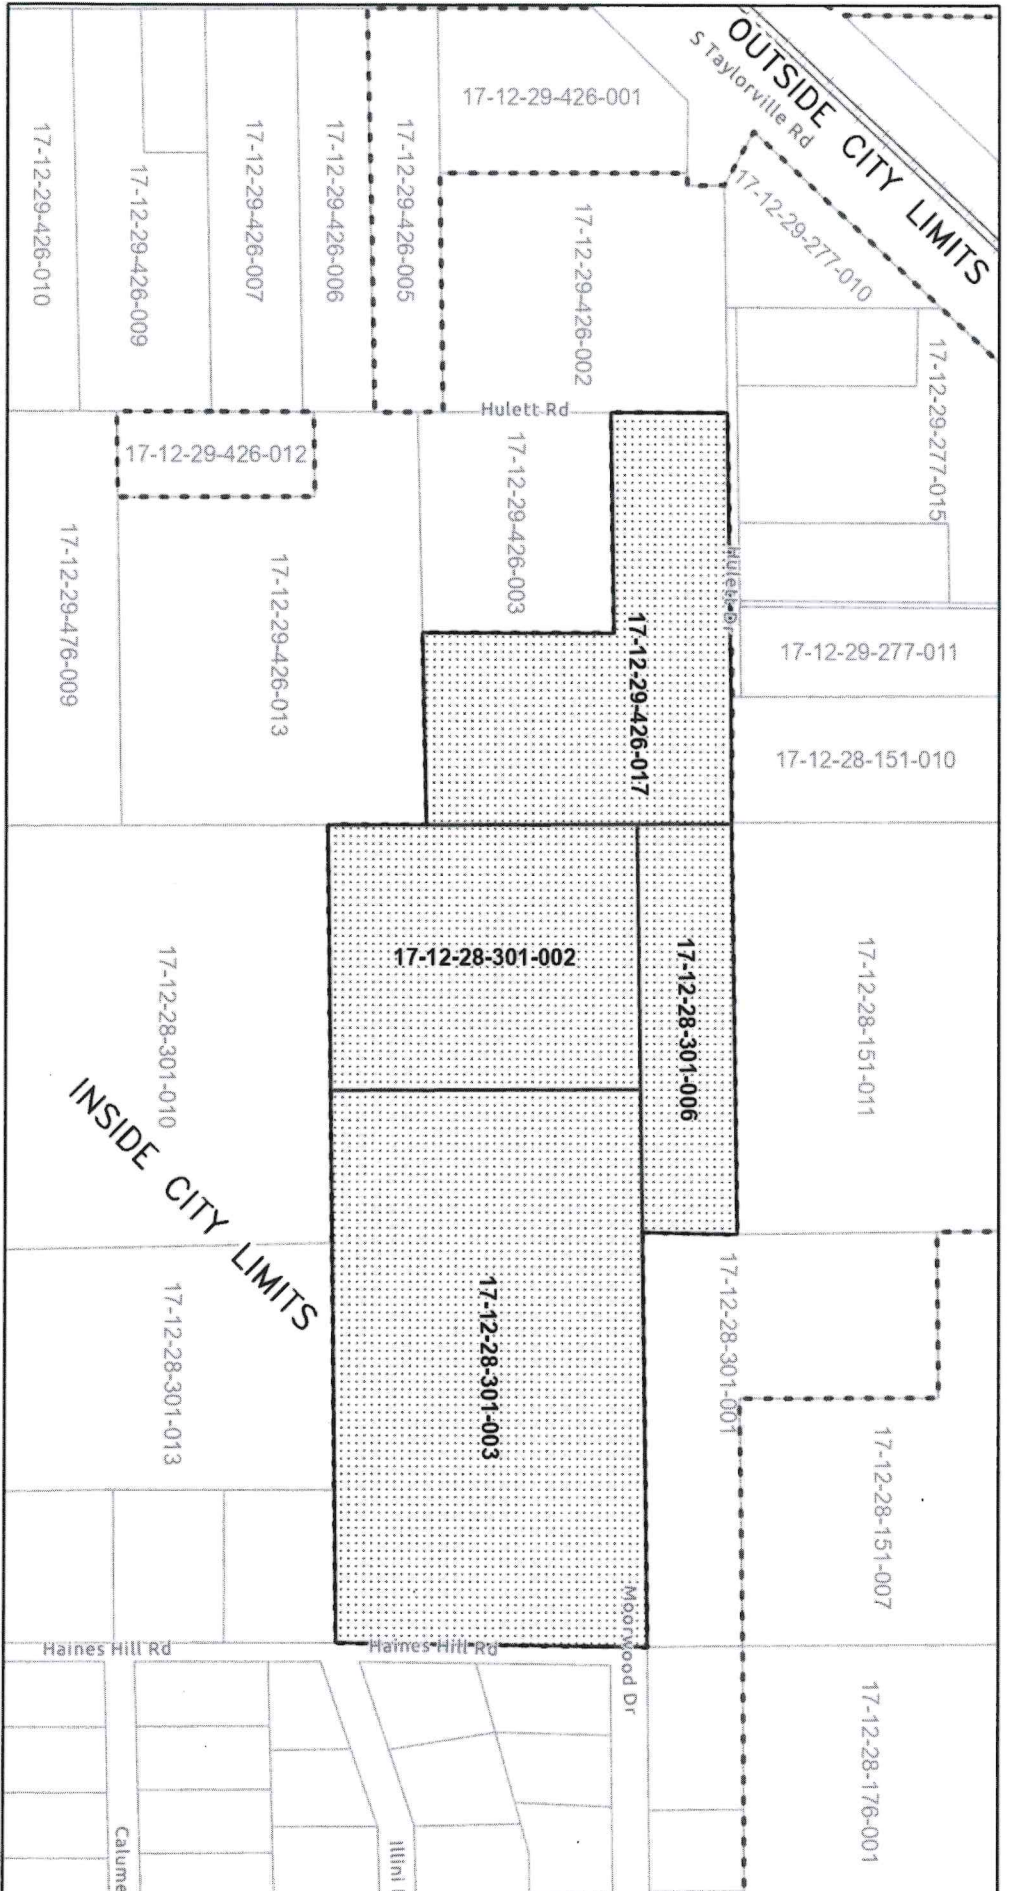 OUTSIDE CITY LIMITS
S Taylorville Rd
17-12-29-426-001
17-12-29-426-010
17-12-29-426-009
17-12-29-426-007
17-12-29-426-006
17-12-29-426-005
17-12-29-426-002
17-12-29-277-010
17-12-29-277-015
Hulett Rd
17-12-29-426-012
17-12-29-426-003
17-12-29-476-009
17-12-29-426-013
17-12-29-426-017
Hulett Dr
17-12-29-277-011
17-12-28-151-010
17-12-28-301-010
17-12-28-301-002
17-12-28-301-006
17-12-28-151-011
INSIDE CITY LIMITS
17-12-28-301-013
17-12-28-301-003
17-12-28-301-001
17-12-28-151-007
Haines Hill Rd
Haines Hill Rd
Moorwood Dr
17-12-28-176-001
Calume
Illini